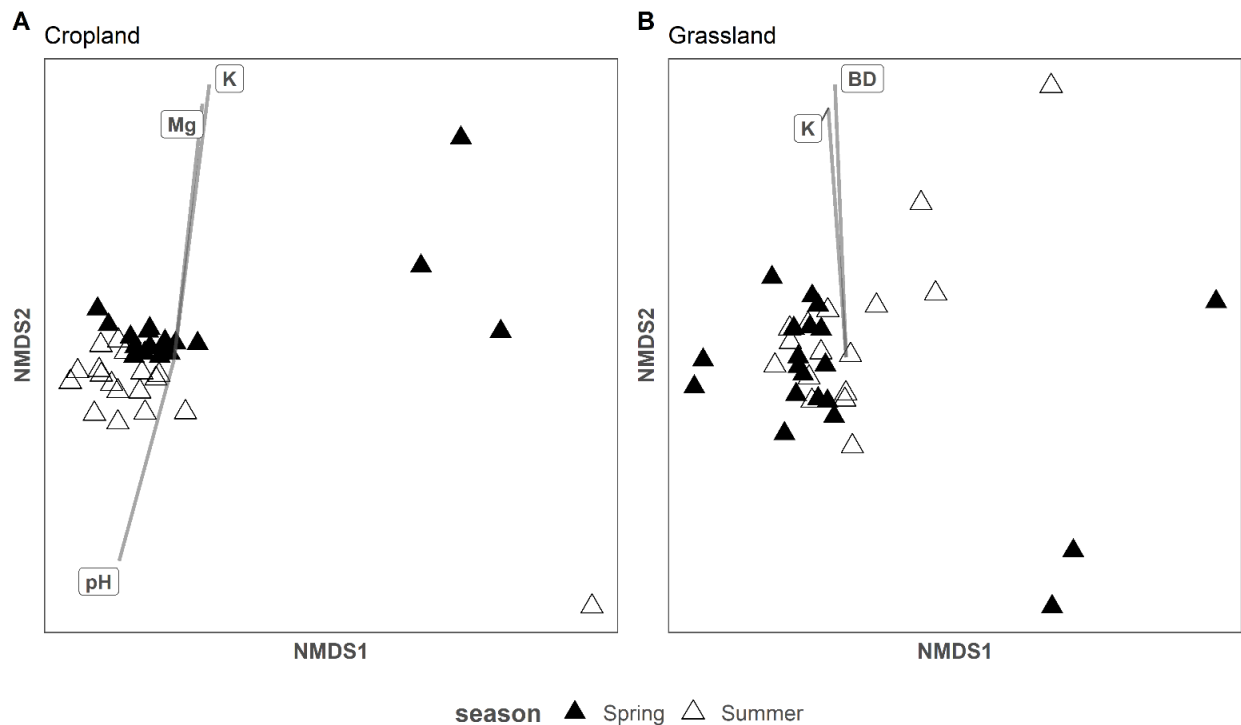 A
Cropland
K
Mg
pH
NMDS2
NMDS1
B
Grassland
BD
K
NMDS2
NMDS1
season Spring Summer